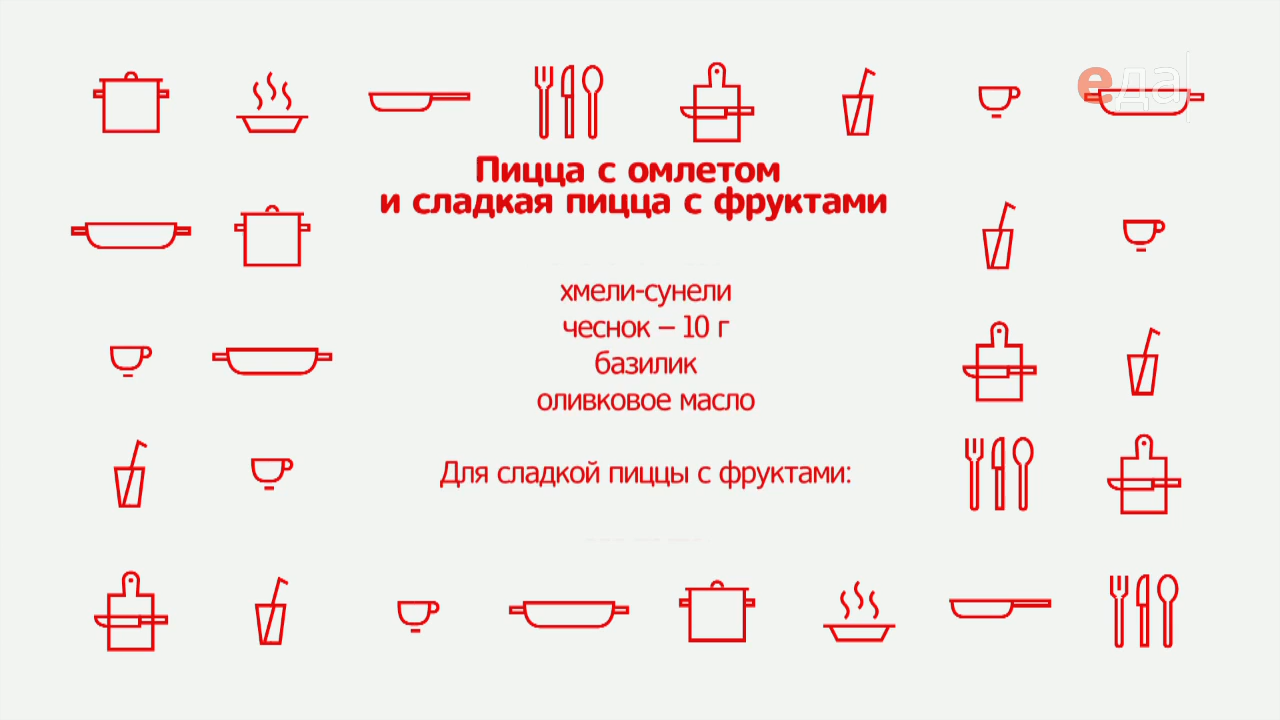 еда
Пицца с омлетом
и сладкая пицца с фруктами
хмели-сунели
чеснок – 10 г
базилик
оливковое масло
Для сладкой пиццы с фруктами: